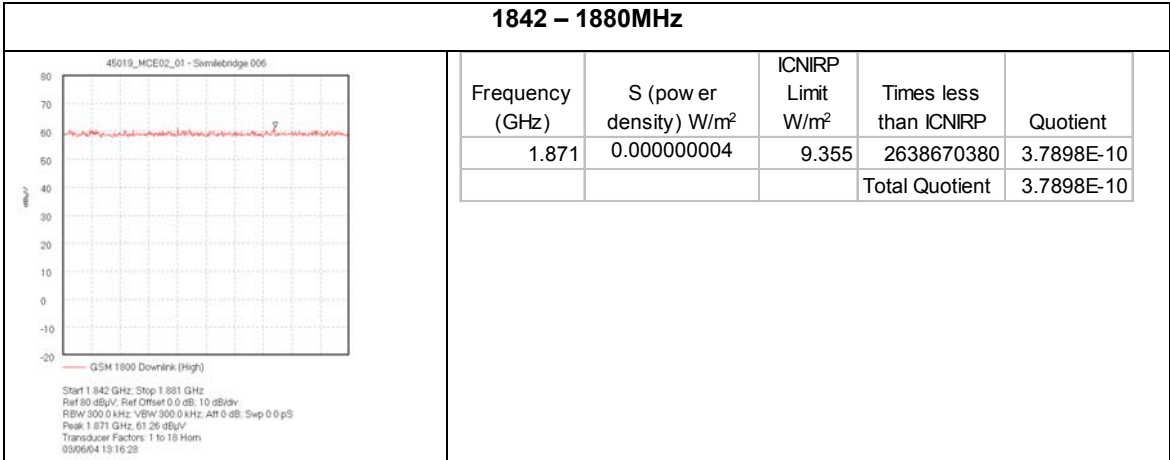 1842 – 1880MHz
45019_MCE02_01 - Sixmilebridge 006
80
70
60
50
40
30
20
10
0
-10
-20
dBµV
GSM 1800 Downlink (High)
Start 1.842 GHz; Stop 1.881 GHz
Ref 80 dBµV; Ref Offset 0.0 dB; 10 dB/div
RBW 300.0 kHz; VBW 300.0 kHz; Att 0 dB; Swp 0.0 pS
Peak 1.871 GHz, 61.26 dBµV
Transducer Factors: 1 to 18 Horn
03/06/04 13:16:28
Frequency (GHz) S (pow er density) W/m² ICNIRP Limit W/m² Times less than ICNIRP Quotient
1.871 0.000000004 9.355 2638670380 3.7898E-10
Total Quotient 3.7898E-10